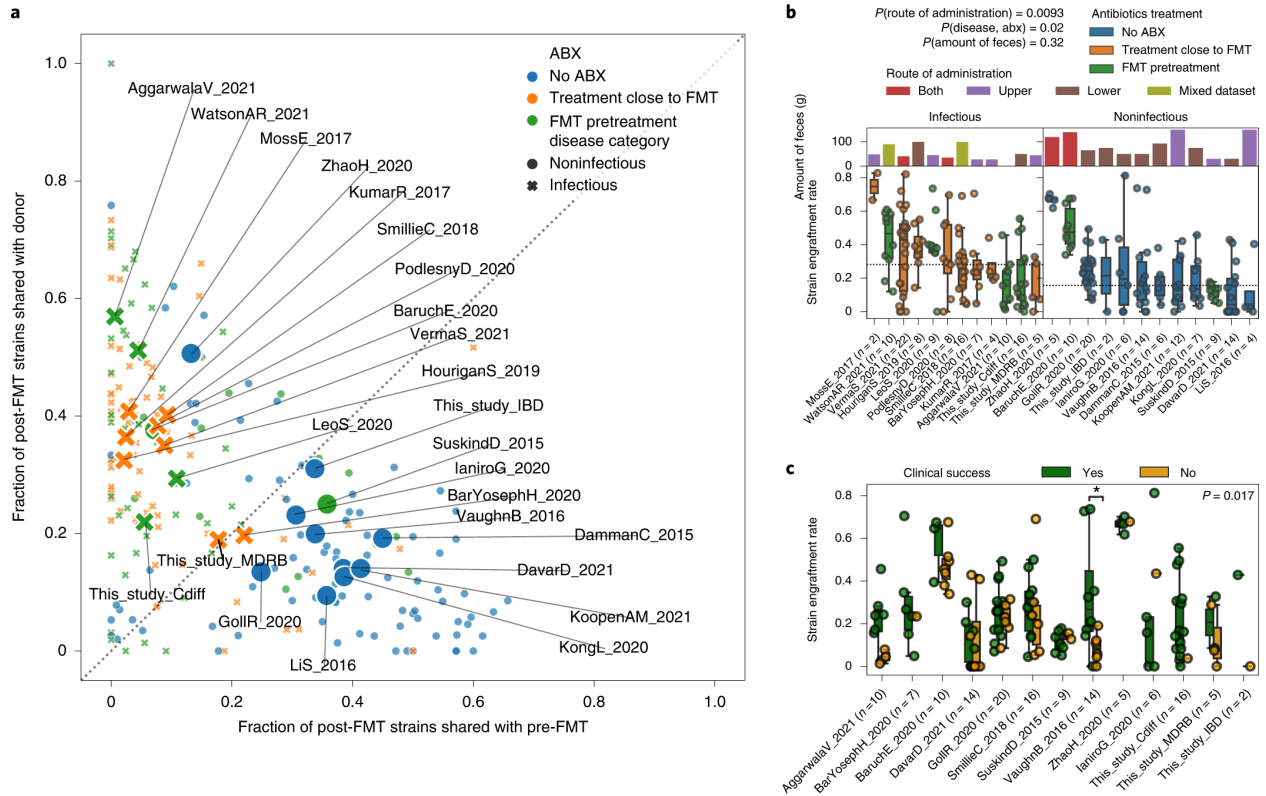 a
ABX
No ABX
Treatment close to FMT
FMT pretreatment
disease category
Noninfectious
Infectious
AggarwalaV_2021
WatsonAR_2021
MossE_2017
ZhaoH_2020
KumarR_2017
SmillieC_2018
PodlesnyD_2020
BaruchE_2020
VermaS_2021
HouriganS_2019
This_study_IBD
LeoS_2020
SuskindD_2015
IaniroG_2020
BarYosephH_2020
VaughnB_2016
DammanC_2015
This_study_MDRB
DavarD_2021
This_study_Cdiff
GollR_2020
KoopenAM_2021
KongL_2020
LiS_2016
1.0
0.8
0.6
0.4
0.2
0
Fraction of post-FMT strains shared with donor
0
0.2
0.4
0.6
0.8
1.0
Fraction of post-FMT strains shared with pre-FMT
b
P(route of administration) = 0.0093
P(disease, abx) = 0.02
P(amount of feces) = 0.32
Antibiotics treatment
No ABX
Treatment close to FMT
FMT pretreatment
Route of administration
Both
Upper
Lower
Mixed dataset
Infectious
Noninfectious
Amount of feces (g)
100
0
Strain engraftment rate
0.8
0.6
0.4
0.2
0
MossE_2017 (n = 2)
WatsonAR_2021 (n = 10)
VermaS_2021 (n = 22)
HouriganS_2019 (n = 8)
LeoS_2020 (n = 9)
PodlesnyD_2020 (n = 8)
SmillieC_2018 (n = 16)
BarYosephH_2020 (n = 7)
KumarR_2017 (n = 4)
AggarwalaV_2021 (n = 10)
This_study_Cdiff (n = 16)
This_study_MDRB (n = 5)
ZhaoH_2020 (n = 5)
BaruchE_2020 (n = 10)
GollR_2020 (n = 20)
This_study_IBD (n = 2)
IaniroG_2020 (n = 6)
VaughnB_2016 (n = 14)
DammanC_2015 (n = 6)
KoopenAM_2021 (n = 12)
KongL_2020 (n = 7)
SuskindD_2015 (n = 9)
DavarD_2021 (n = 14)
LiS_2016 (n = 4)
c
Clinical success
Yes
No
P = 0.017
*
Strain engraftment rate
0.8
0.6
0.4
0.2
0
AggarwalaV_2021 (n =10)
BarYosephH_2020 (n = 7)
BaruchE_2020 (n = 10)
DavarD_2021 (n = 14)
GollR_2020 (n = 20)
SmillieC_2018 (n = 16)
SuskindD_2015 (n = 9)
VaughnB_2016 (n = 14)
ZhaoH_2020 (n = 5)
IaniroG_2020 (n = 6)
This_study_Cdiff (n = 16)
This_study_MDRB (n = 5)
This_study_IBD (n = 2)